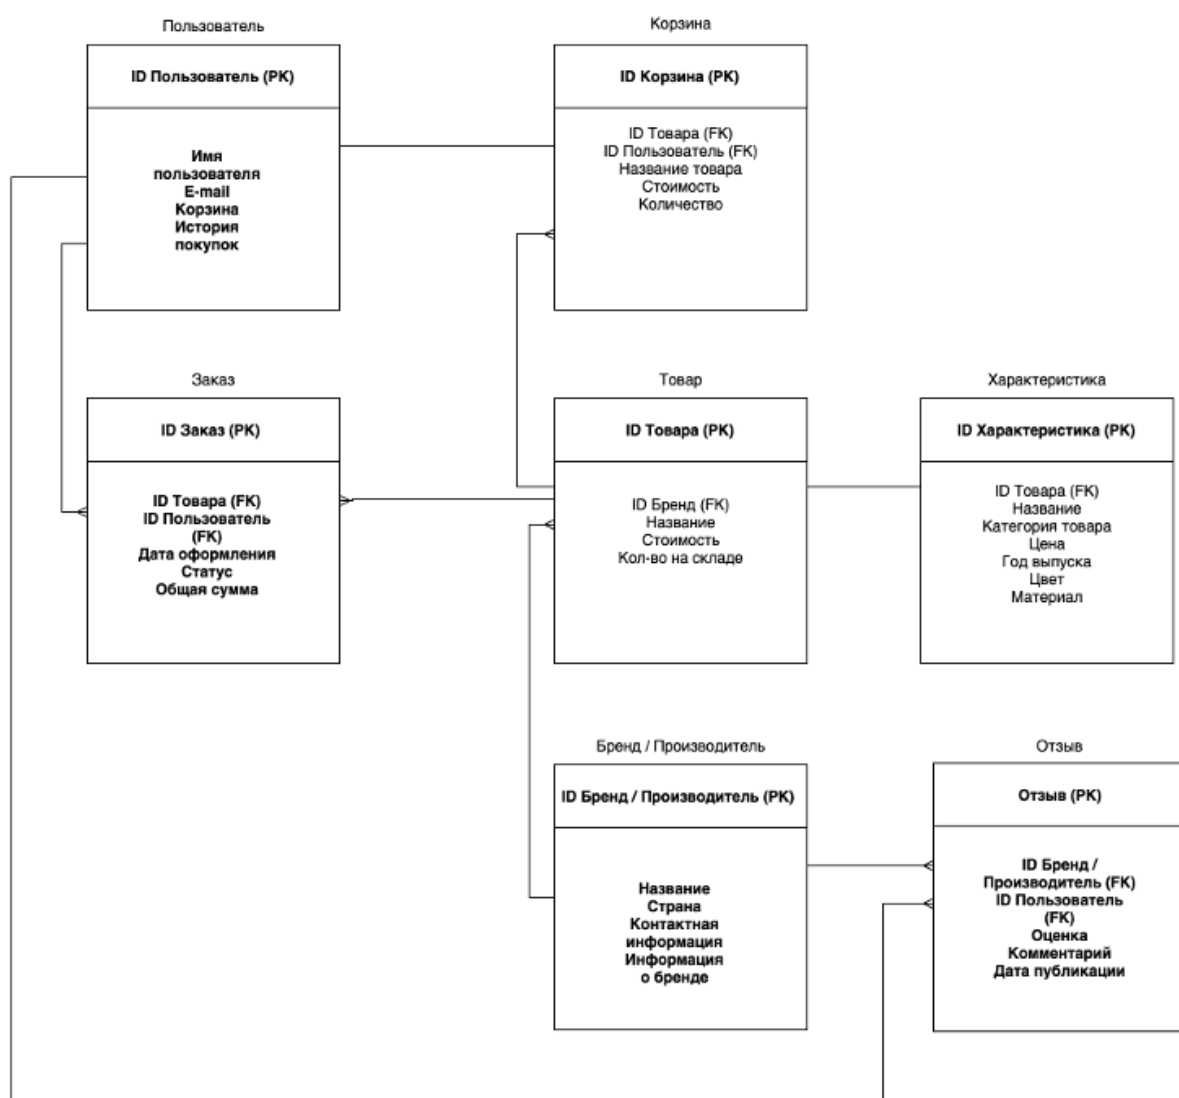 Пользователь
ID Пользователь (PK)
Имя
пользователя
E-mail
Корзина
История
покупок
Корзина
ID Корзина (PK)
ID Товара (FK)
ID Пользователь (FK)
Название товара
Стоимость
Количество
Заказ
ID Заказ (PK)
ID Товара (FK)
ID Пользователь
(FK)
Дата оформления
Статус
Общая сумма
Товар
ID Товара (PK)
ID Бренд (FK)
Название
Стоимость
Кол-во на складе
Характеристика
ID Характеристика (PK)
ID Товара (FK)
Название
Категория товара
Цена
Год выпуска
Цвет
Материал
Бренд / Производитель
ID Бренд / Производитель (PK)
Название
Страна
Контактная
информация
Информация
о бренде
Отзыв
Отзыв (PK)
ID Бренд /
Производитель (FK)
ID Пользователь
(FK)
Оценка
Комментарий
Дата публикации